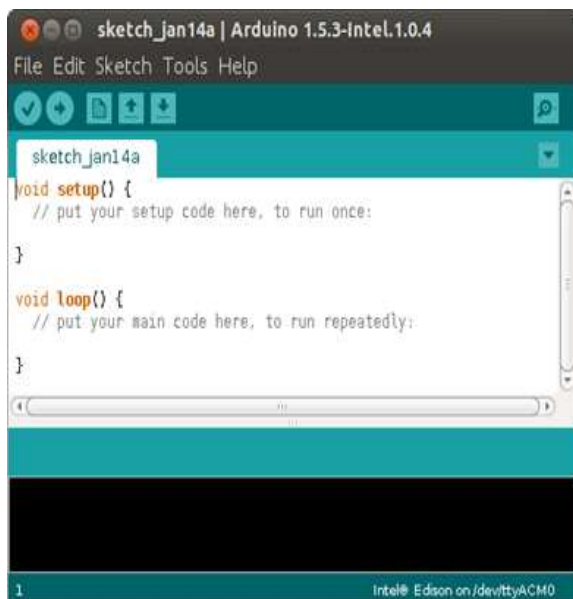 sketch_jan14a | Arduino 1.5.3-Intel.1.0.4
File Edit Sketch Tools Help
sketch_jan14a
void setup() {
  // put your setup code here, to run once:
}
void loop() {
  // put your main code here, to run repeatedly:
}
1 Intel® Edison on /dev/ttyACM0